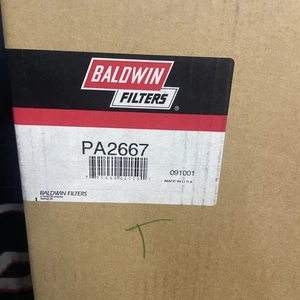 BALDWIN
FILTERS
PA2667
091001
BALDWIN FILTERS
T